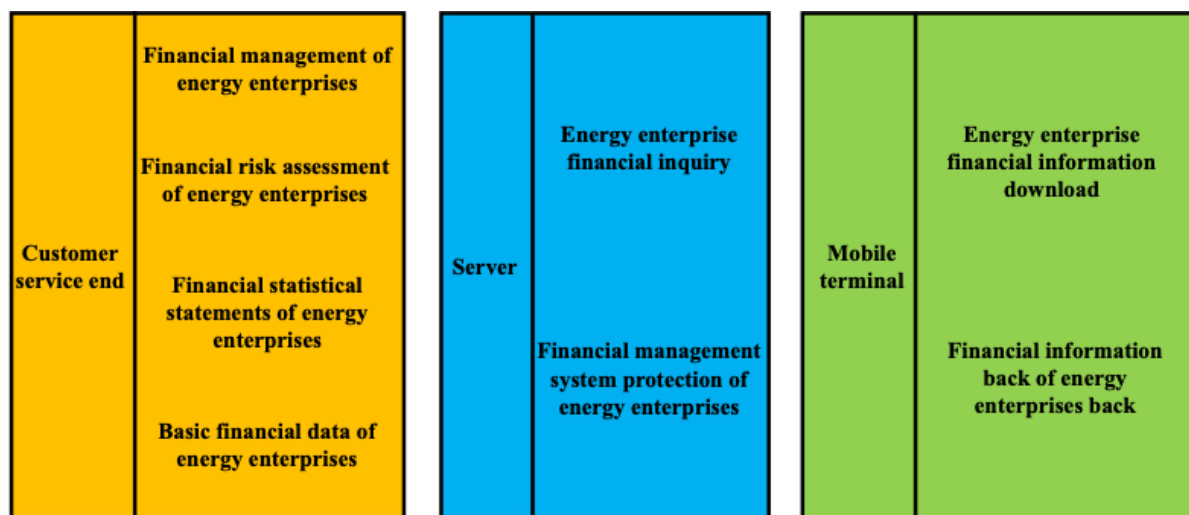 Customer
service end
Financial management of
energy enterprises
Financial risk assessment
of energy enterprises
Financial statistical
statements of energy
enterprises
Basic financial data of
energy enterprises
Server
Energy enterprise
financial inquiry
Financial management
system protection of
energy enterprises
Mobile
terminal
Energy enterprise
financial information
download
Financial information
back of energy
enterprises back